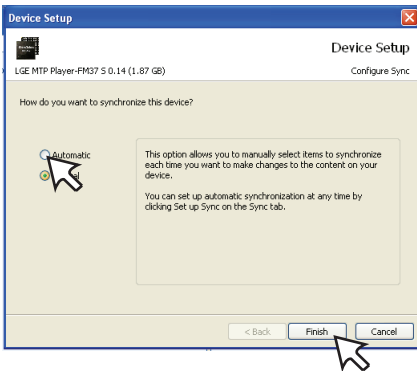 Device Setup
Device Setup
LGE MTP Player-FM37 S 0.14 (1.87 GB)
Configure Sync
How do you want to synchronize this device?
Automatic
This option allows you to manually select items to synchronize
each time you want to make changes to the content on your
device.
You can set up automatic synchronization at any time by
clicking Set up Sync on the Sync tab.
< Back
Finish
Cancel